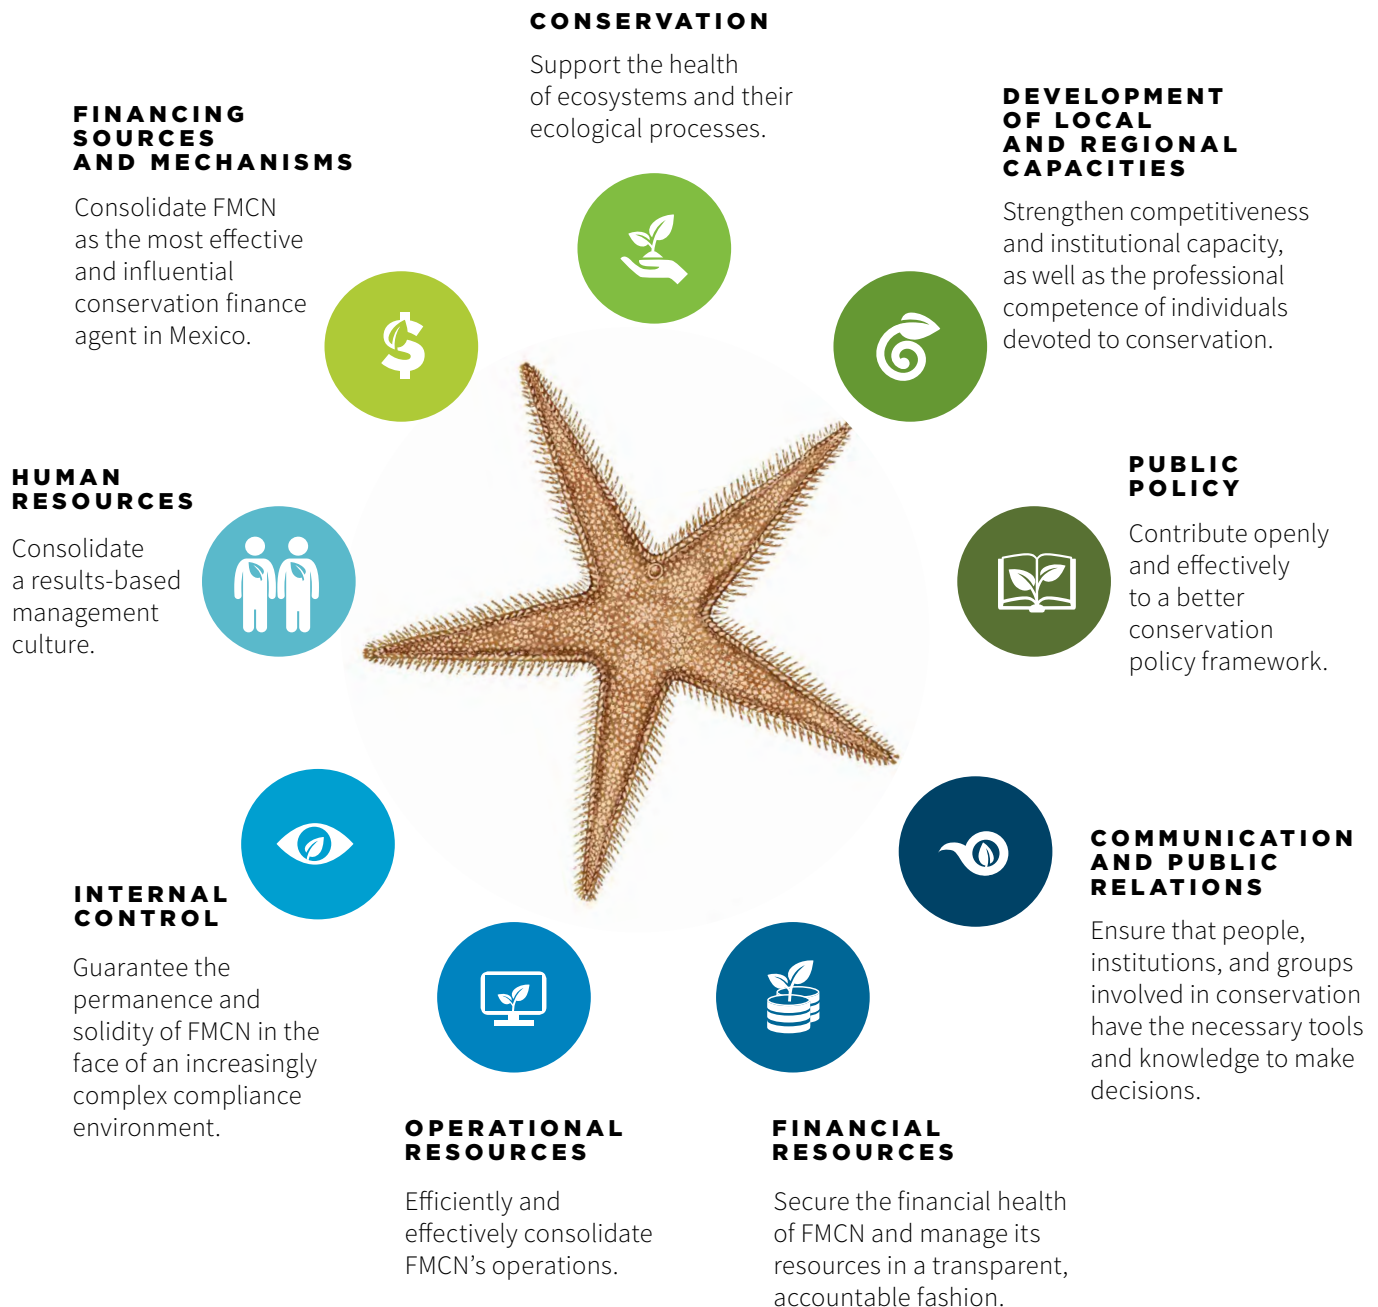 CONSERVATION
Support the health
of ecosystems and their
ecological processes.
DEVELOPMENT
OF LOCAL
AND REGIONAL
CAPACITIES
Strengthen competitiveness
and institutional capacity,
as well as the professional
competence of individuals
devoted to conservation.
PUBLIC
POLICY
Contribute openly
and effectively
to a better
conservation
policy framework.
COMMUNICATION
AND PUBLIC
RELATIONS
Ensure that people,
institutions, and groups
involved in conservation
have the necessary tools
and knowledge to make
decisions.
FINANCIAL
RESOURCES
Secure the financial health
of FMCN and manage its
resources in a transparent,
accountable fashion.
OPERATIONAL
RESOURCES
Efficiently and
effectively consolidate
FMCN's operations.
INTERNAL
CONTROL
Guarantee the
permanence and
solidity of FMCN in the
face of an increasingly
complex compliance
environment.
HUMAN
RESOURCES
Consolidate
a results-based
management
culture.
FINANCING
SOURCES
AND MECHANISMS
Consolidate FMCN
as the most effective
and influential
conservation finance
agent in Mexico.